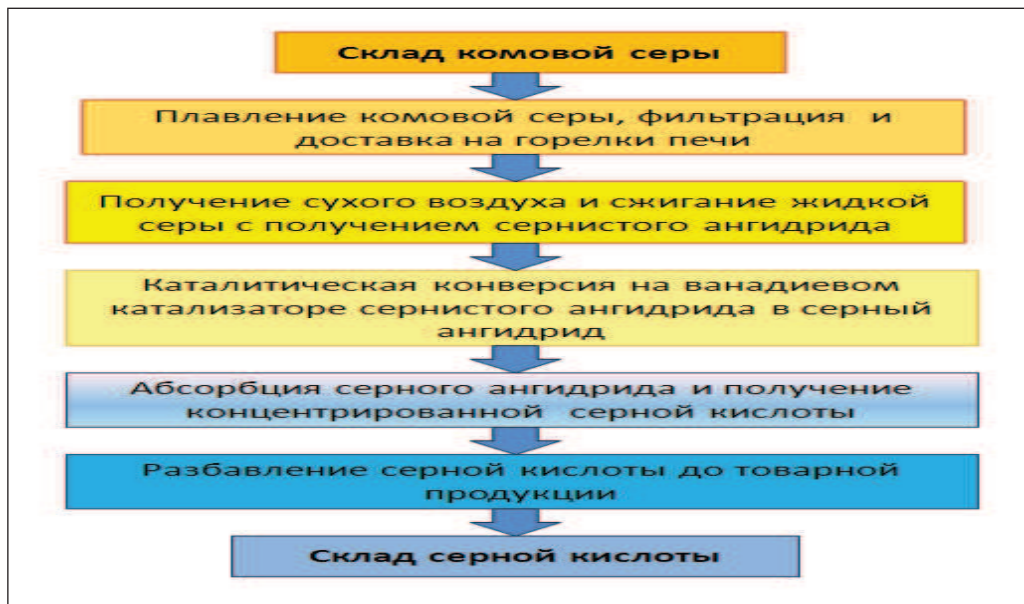 Склад комовой серы
Плавление комовой серы, фильтрация и
доставка на горелки печи
Получение сухого воздуха и сжигание жидкой
серы с получением сернистого ангидрида
Каталитическая конверсия на ванадиевом
катализаторе сернистого ангидрида в серный
ангидрид
Абсорбция серного ангидрида и получение
концентрированной серной кислоты
Разбавление серной кислоты до товарной
продукции
Склад серной кислоты